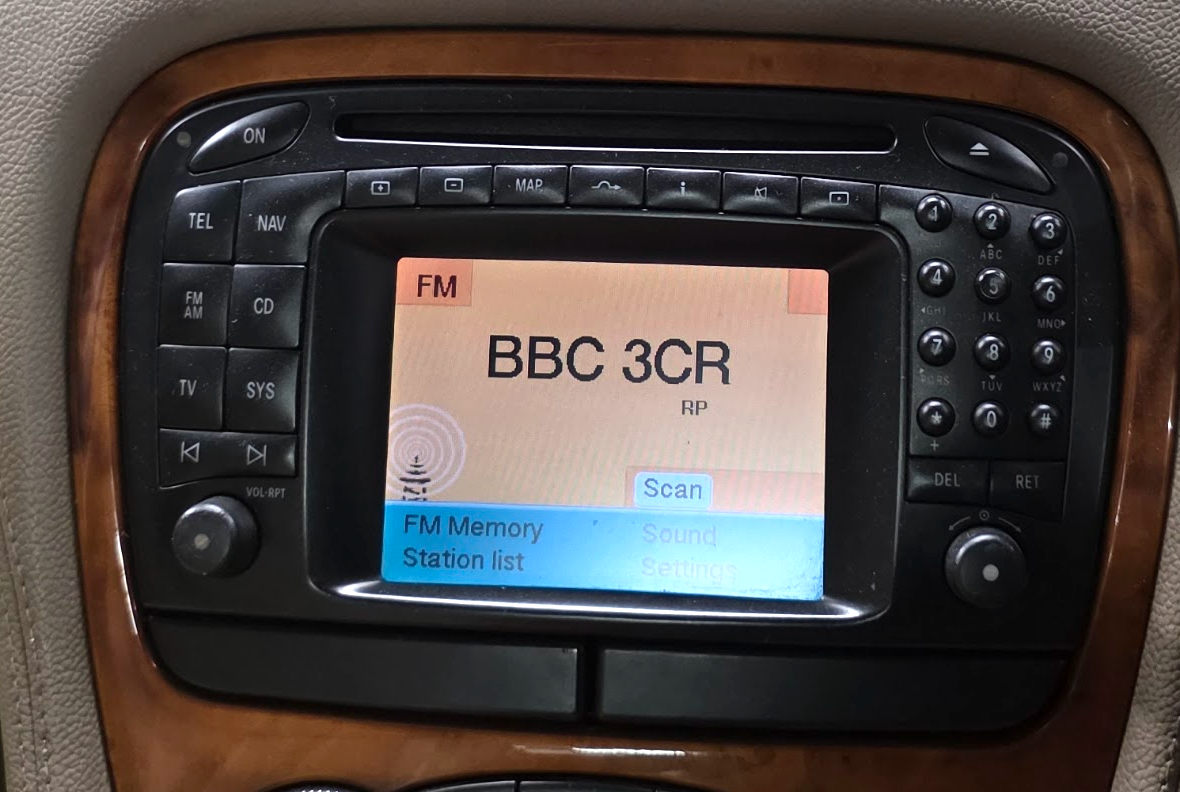 ON
MAP
i
TEL
NAV
FM
AM
CD
TV
SYS
VOL·RPT
1
2
ABC
3
DEF
4
GHI
5
JKL
6
MNO
7
PQRS
8
TUV
9
WXYZ
*
+
0
#
DEL
RET
FM
BBC 3CR
RP
Scan
FM Memory
Sound
Station list
Settings